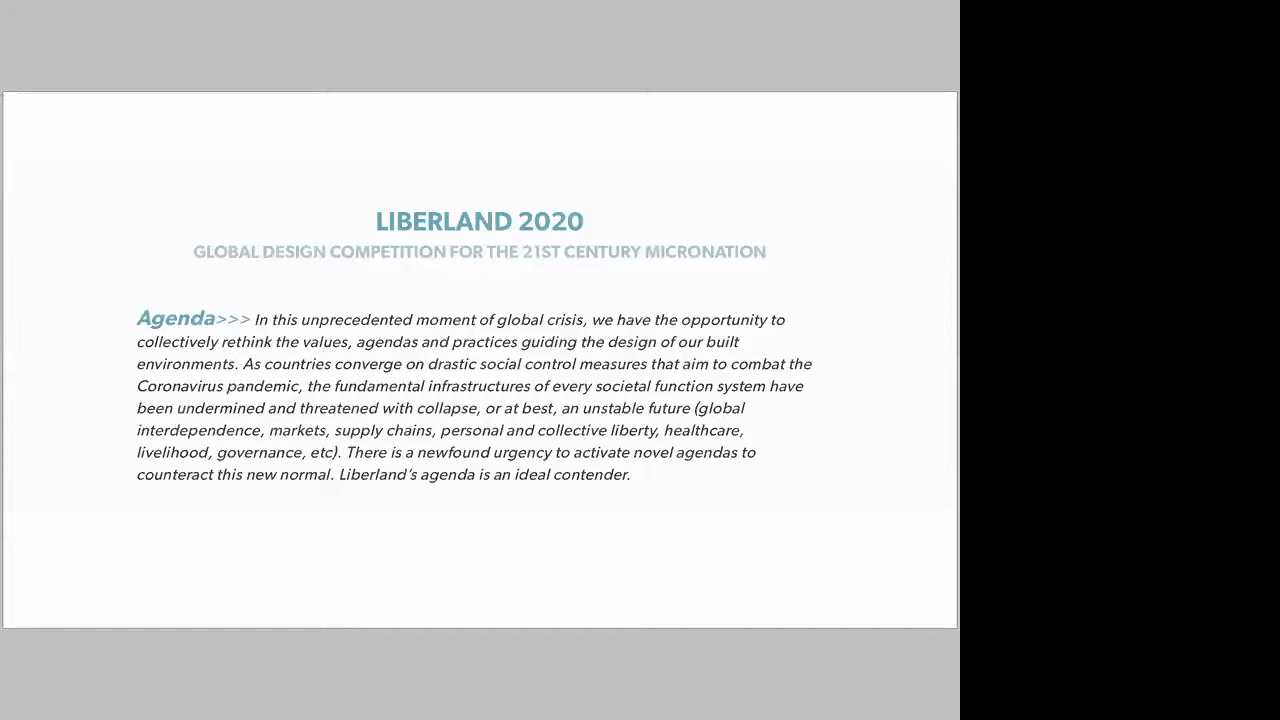 LIBERLAND 2020
GLOBAL DESIGN COMPETITION FOR THE 21ST CENTURY MICRONATION
Agenda>>> In this unprecedented moment of global crisis, we have the opportunity to
collectively rethink the values, agendas and practices guiding the design of our built
environments. As countries converge on drastic social control measures that aim to combat the
Coronavirus pandemic, the fundamental infrastructures of every societal function system have
been undermined and threatened with collapse, or at best, an unstable future (global
interdependence, markets, supply chains, personal and collective liberty, healthcare,
livelihood, governance, etc). There is a newfound urgency to activate novel agendas to
counteract this new normal. Liberland’s agenda is an ideal contender.